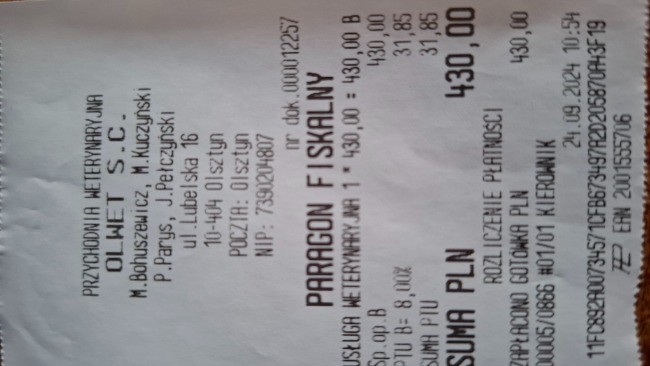 PRZYCHODNIA WETERYNARYJNA
OLWET S.C.
M.Bohuszewicz, M.Kuczyński
P.Parys, J.Pełczyński
ul.Lubelska 16
10-404 Olsztyn
POCZTA: Olsztyn
NIP: 7390204807
nr dok.0000012257
PARAGON FISKALNY
USŁUGA WETERYNARYJNA 1 * 430,00 = 430,00 B
Sp.op.B 430,00
PTU B= 8,00% 31,85
SUMA PTU 31,85
SUMA PLN 430,00
ROZLICZENIE PŁATNOŚCI
ZAPŁACONO GOTÓWKA PLN 430,00
00005/0866 #01/01 KIEROWNIK 24.09.2024 10:54
EAN 2001555706